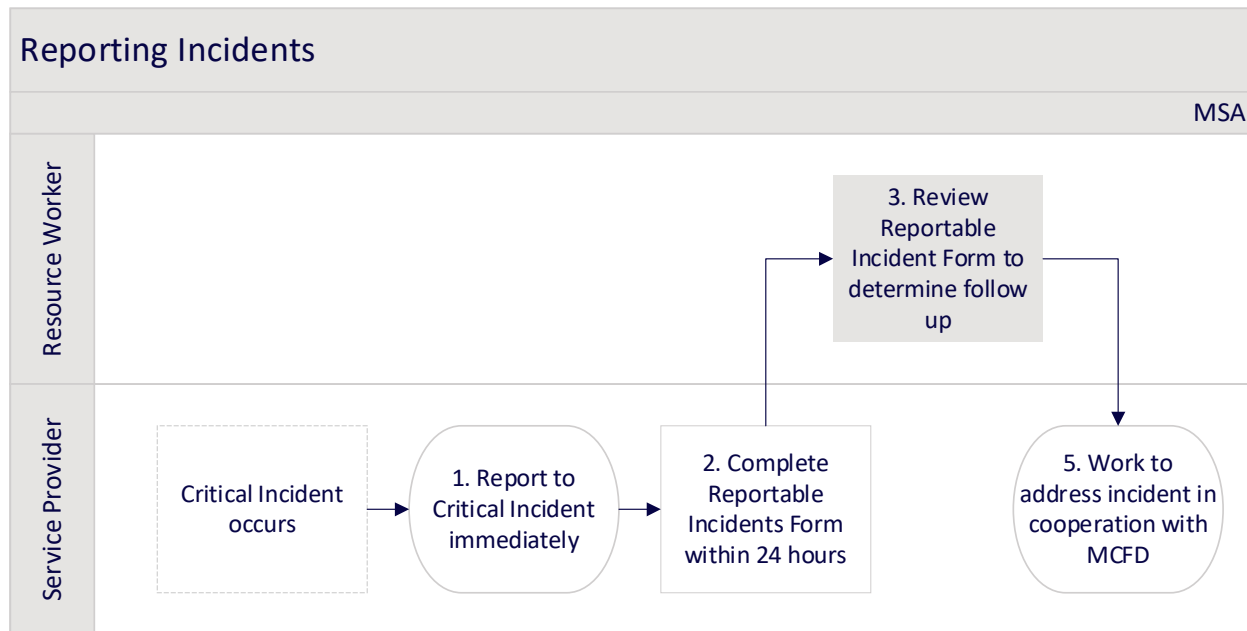 Reporting Incidents
MSA
Resource Worker
3. Review
Reportable
Incident Form to
determine follow
up
Service Provider
Critical Incident
occurs
1. Report to
Critical Incident
immediately
2. Complete
Reportable
Incidents Form
within 24 hours
5. Work to
address incident in
cooperation with
MCFD